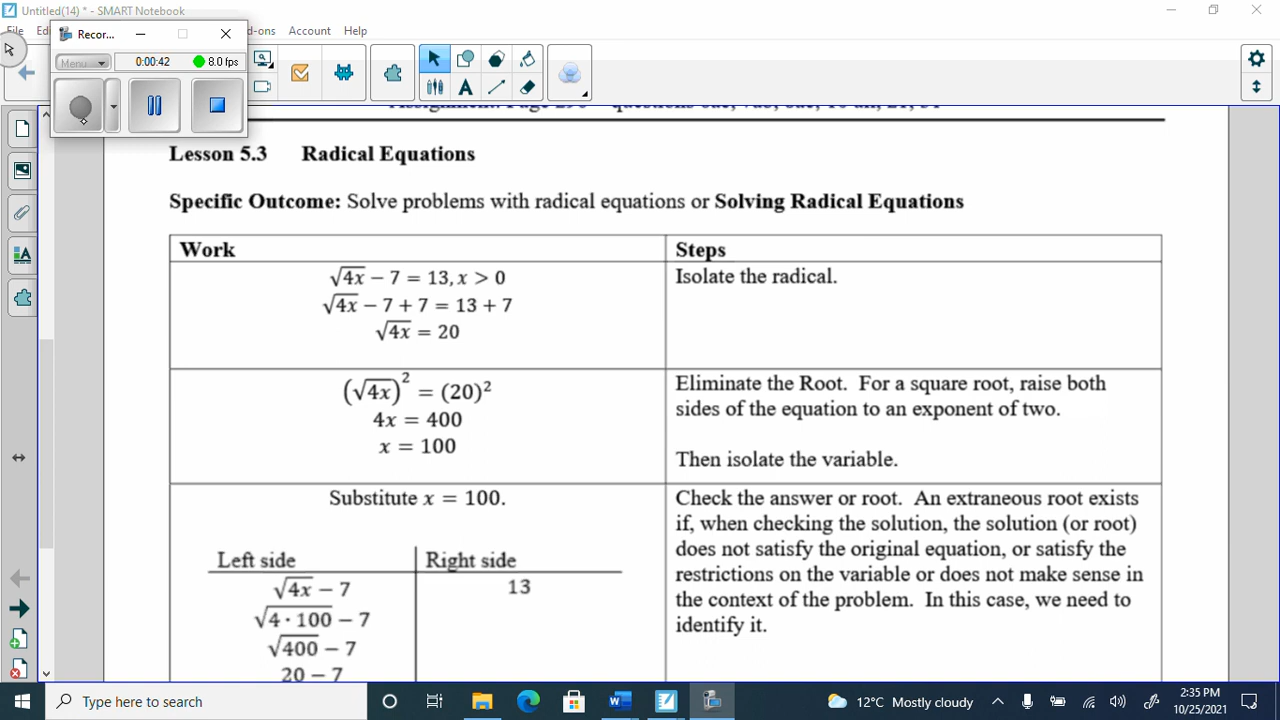 Untitled(14) * - SMART Notebook
File
Account
Help
Recor...
Menu
0:00:42
8.0 fps
Lesson 5.3 Radical Equations
Specific Outcome: Solve problems with radical equations or Solving Radical Equations
Work
Steps
√4x − 7 = 13, x > 0
√4x − 7 + 7 = 13 + 7
√4x = 20
Isolate the radical.
(√4x)² = (20)²
4x = 400
x = 100
Eliminate the Root. For a square root, raise both
sides of the equation to an exponent of two.
Then isolate the variable.
Substitute x = 100.
Left side
Right side
√4x − 7
13
√4 · 100 − 7
√400 − 7
20 − 7
Check the answer or root. An extraneous root exists
if, when checking the solution, the solution (or root)
does not satisfy the original equation, or satisfy the
restrictions on the variable or does not make sense in
the context of the problem. In this case, we need to
identify it.
Type here to search
12°C Mostly cloudy
2:35 PM
10/25/2021